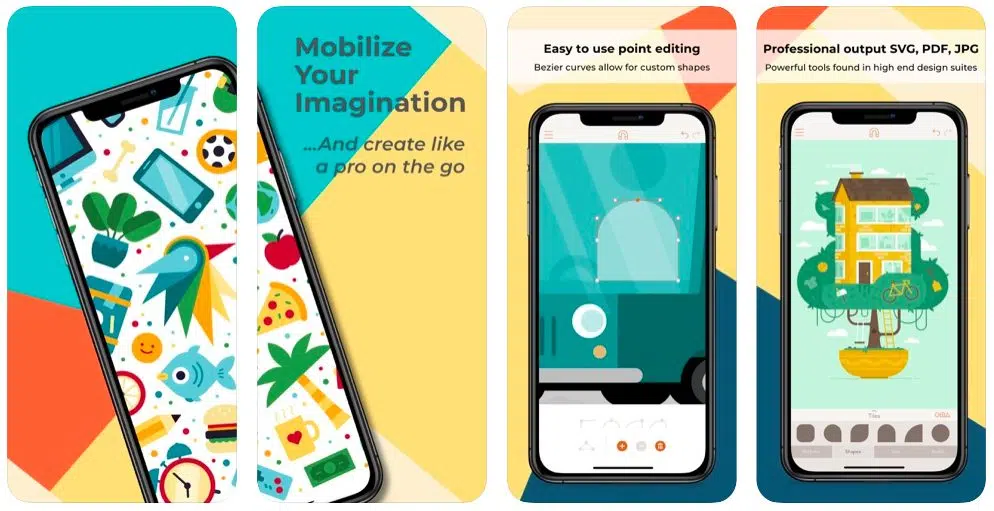 Mobilize
Your
Imagination
...And create like
a pro on the go
Easy to use point editing
Bezier curves allow for custom shapes
Professional output SVG, PDF, JPG
Powerful tools found in high end design suites
Tiles
Shapes